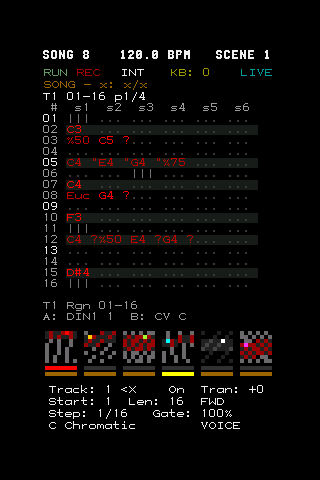 SONG 8 120.0 BPM SCENE 1
RUN REC INT KB: O LIVE
SONG – x: x/x
T1 01-16 p1/4
# s1 s2 s3 s4 s5 s6
01 ||| ... ... ... ... ...
02 C3 ... ... ... ... ...
03 %50 C5 ? ... ... ...
04 ... ... ... ... ... ...
05 C4 "E4 "G4 "%75 ... ...
06 ... ... ||| ... ... ...
07 C4 ... ... ... ... ...
08 Euc G4 ? ... ... ...
09 ... ... ... ... ... ...
10 F3 ... ... ... ... ...
11 ||| ... ... ... ... ...
12 C4 ?%50 E4 ?G4 ?... ...
13 ... ... ... ... ... ...
14 ... ... ... ... ... ...
15 D#4 ... ... ... ... ...
16 ||| ... ... ... ... ...
T1 Rgn 01-16
A: DIN1 1 B: CV C
Track: 1 <X On Tran: +0
Start: 1 Len: 16 FWD
Step: 1/16 Gate: 100%
C Chromatic VOICE